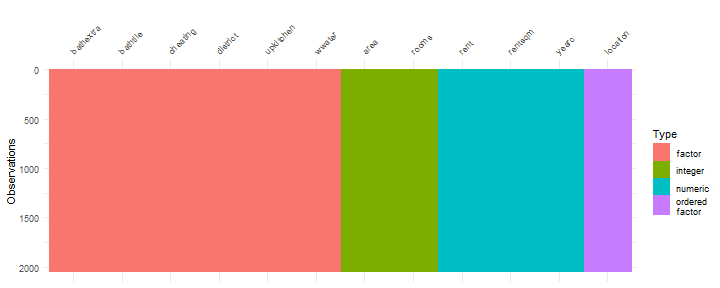 bathextra
bathtile
cheating
district
upkitchen
wwater
area
rooms
rent
rentsqm
yearc
location
0
500
1000
1500
2000
Observations
Type
factor
integer
numeric
ordered
factor